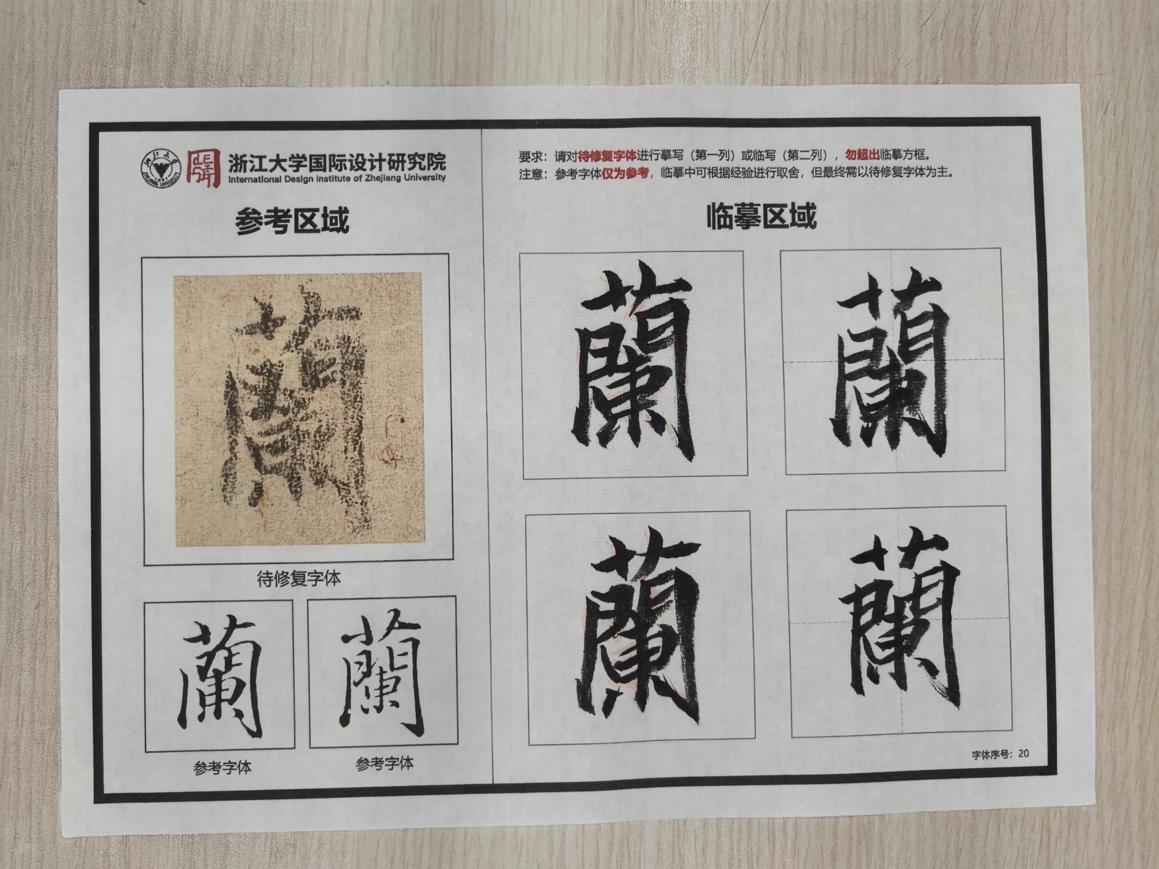 浙江大学国际设计研究院
International Design Institute of Zhejiang University
参考区域
蘭
待修复字体
蘭 蘭
参考字体 参考字体
要求：请对待修复字体进行摹写（第一列）或临写（第二列），勿超出临摹方框。
注意：参考字体仅为参考，临摹中可根据经验进行取舍，但最终需以待修复字体为主。
临摹区域
蘭 蘭
蘭 蘭
字体序号：20